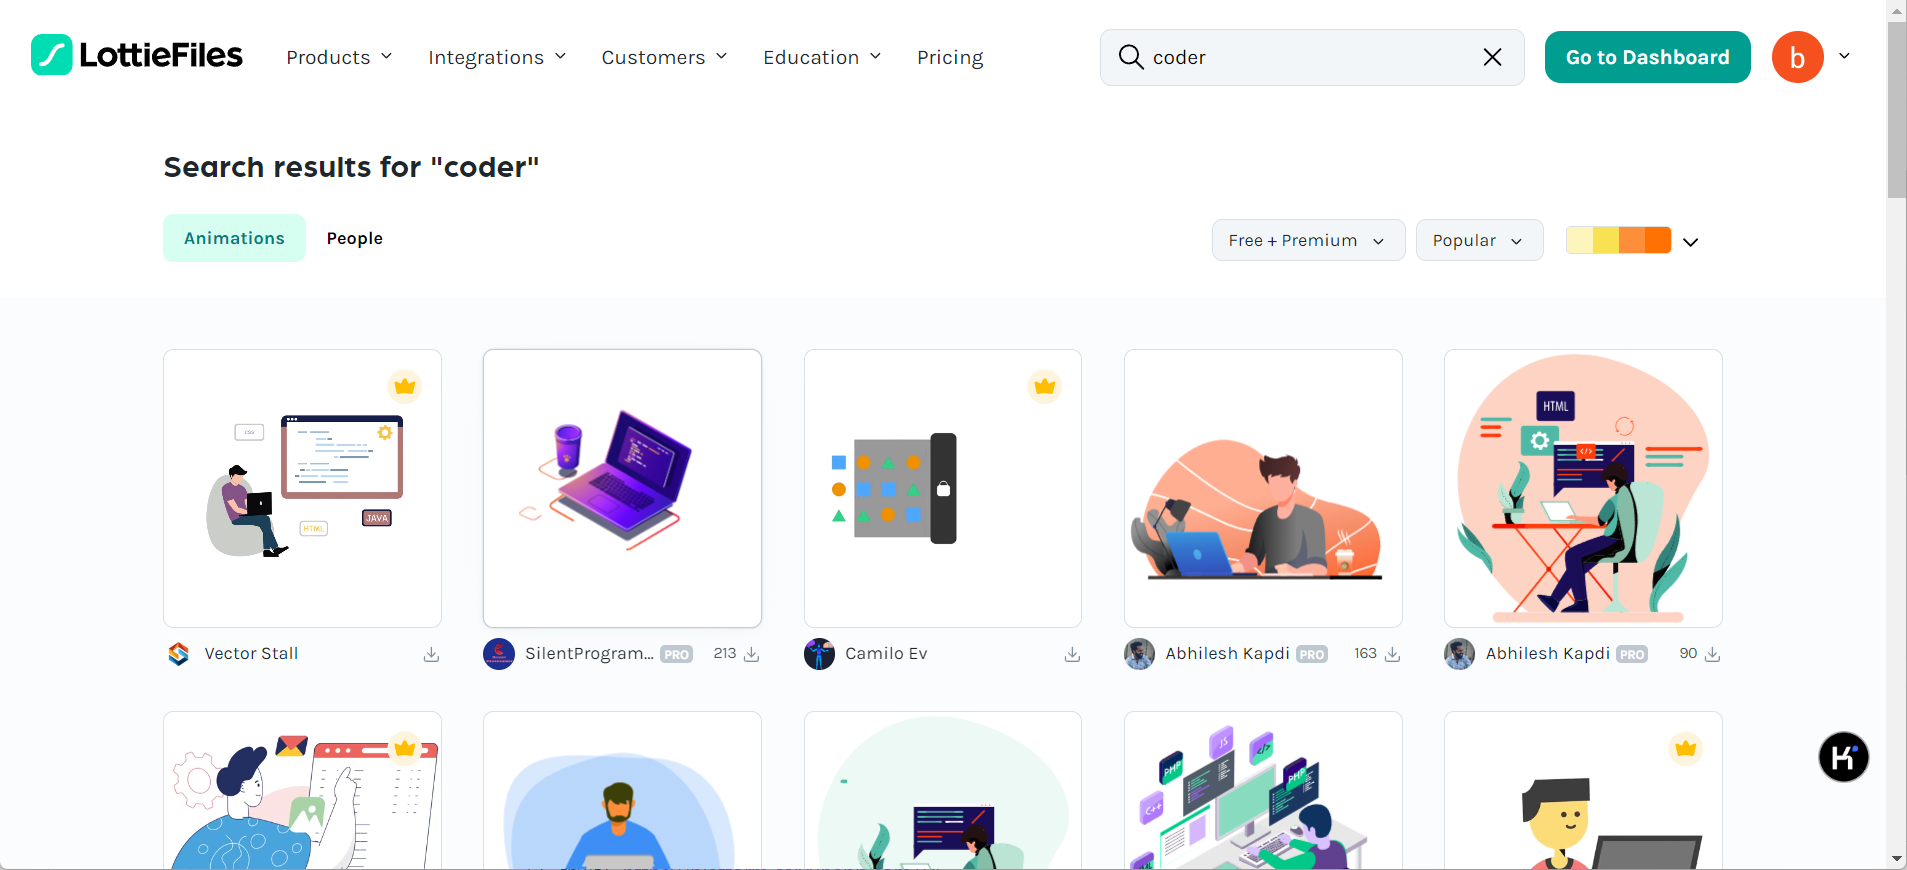 LottieFiles
Products
Integrations
Customers
Education
Pricing
coder
Go to Dashboard
b
Search results for "coder"
Animations
People
Free + Premium
Popular
CSS
HTML
JAVA
HTML
</>
Vector Stall
SilentProgram... PRO 213
Camilo Ev
Abhilesh Kapdi PRO 163
Abhilesh Kapdi PRO 90
JS
</>
PHP
PHP
C++
K